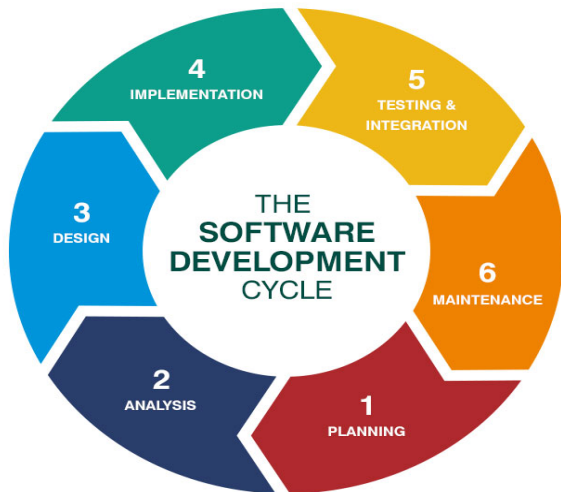 THE
SOFTWARE
DEVELOPMENT
CYCLE
1
PLANNING
2
ANALYSIS
3
DESIGN
4
IMPLEMENTATION
5
TESTING &
INTEGRATION
6
MAINTENANCE